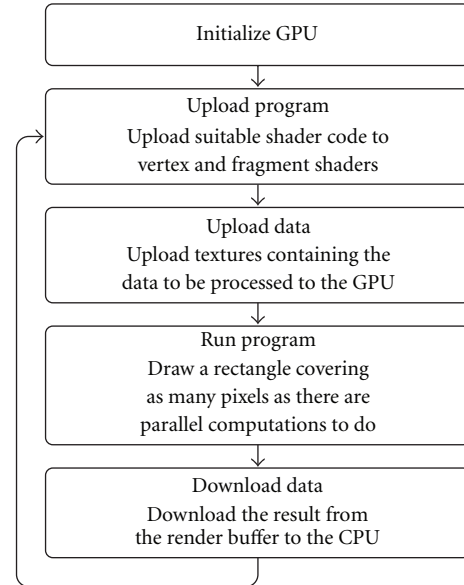 Initialize GPU
Upload program
Upload suitable shader code to
vertex and fragment shaders
Upload data
Upload textures containing the
data to be processed to the GPU
Run program
Draw a rectangle covering
as many pixels as there are
parallel computations to do
Download data
Download the result from
the render buffer to the CPU